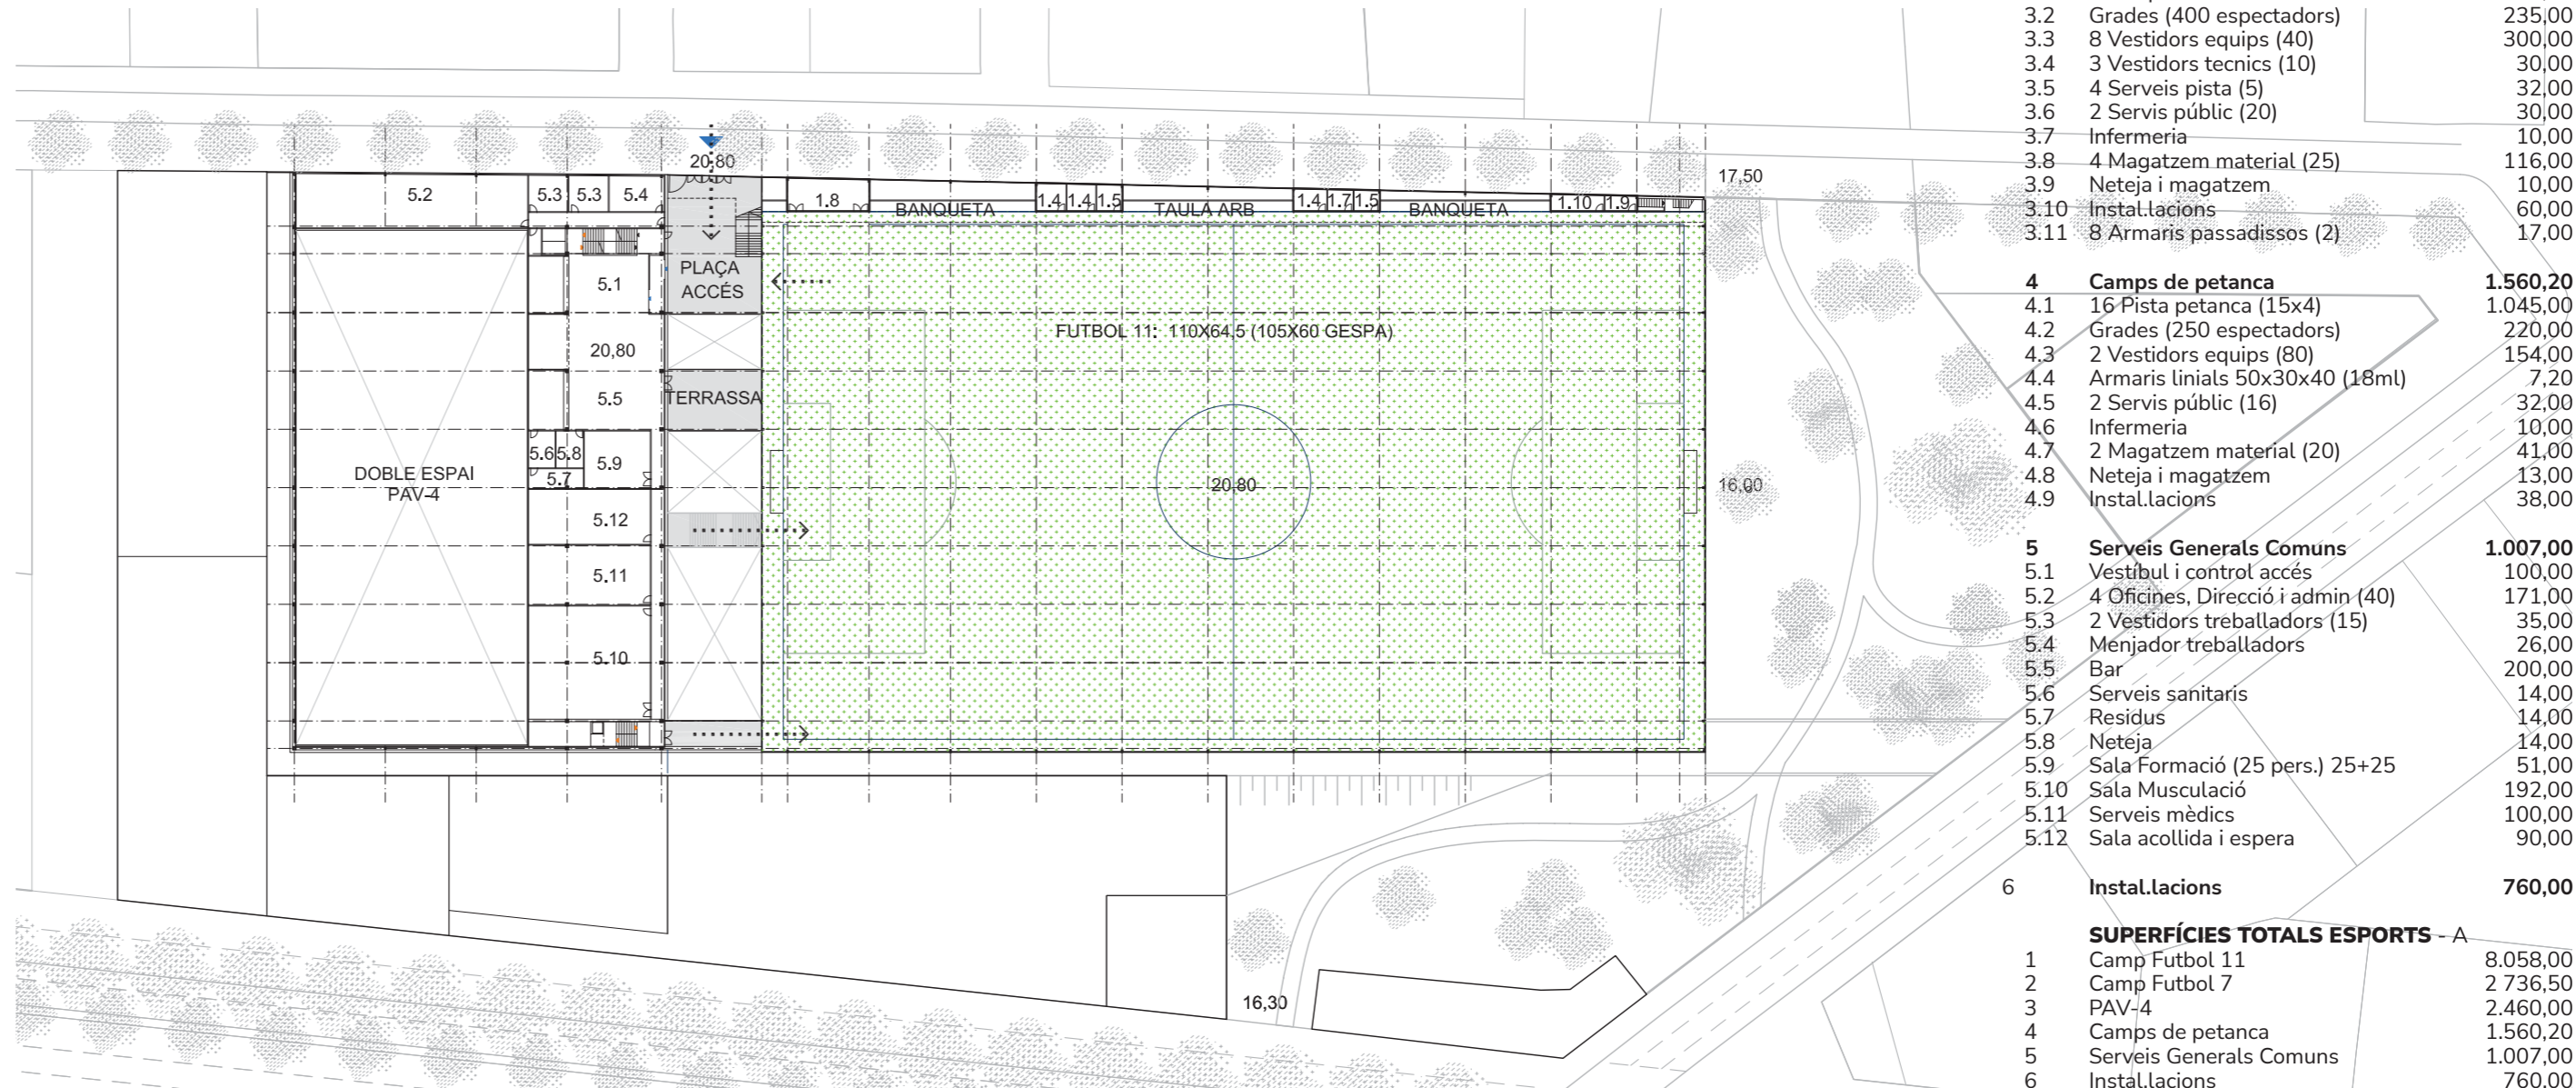 20,80
5.2
5.3
5.3
5.4
1.8
BANQUETA
1.4
1.4
1.5
TAULA ARB
1.4
1.7
1.5
BANQUETA
1.10
1.9
17,50
PLAÇA
ACCÉS
5.1
FUTBOL 11: 110X64,5 (105X60 GESPA)
20,80
5.5
TERRASSA
5.6
5.8
5.9
5.7
DOBLE ESPAI
PAV-4
20,80
16,00
5.12
5.11
5.10
16,30
3.2 Grades (400 espectadors) 235,00
3.3 8 Vestidors equips (40) 300,00
3.4 3 Vestidors tecnics (10) 30,00
3.5 4 Serveis pista (5) 32,00
3.6 2 Servis públic (20) 30,00
3.7 Infermeria 10,00
3.8 4 Magatzem material (25) 116,00
3.9 Neteja i magatzem 10,00
3.10 Instal.lacions 60,00
3.11 8 Armaris passadissos (2) 17,00
4 Camps de petanca 1.560,20
4.1 16 Pista petanca (15x4) 1.045,00
4.2 Grades (250 espectadors) 220,00
4.3 2 Vestidors equips (80) 154,00
4.4 Armaris linials 50x30x40 (18ml) 7,20
4.5 2 Servis públic (16) 32,00
4.6 Infermeria 10,00
4.7 2 Magatzem material (20) 41,00
4.8 Neteja i magatzem 13,00
4.9 Instal.lacions 38,00
5 Serveis Generals Comuns 1.007,00
5.1 Vestíbul i control accés 100,00
5.2 4 Oficines, Direcció i admin (40) 171,00
5.3 2 Vestidors treballadors (15) 35,00
5.4 Menjador treballadors 26,00
5.5 Bar 200,00
5.6 Serveis sanitaris 14,00
5.7 Residus 14,00
5.8 Neteja 14,00
5.9 Sala Formació (25 pers.) 25+25 51,00
5.10 Sala Musculació 192,00
5.11 Serveis mèdics 100,00
5.12 Sala acollida i espera 90,00
6 Instal.lacions 760,00
SUPERFÍCIES TOTALS ESPORTS - A
1 Camp Futbol 11 8.058,00
2 Camp Futbol 7 2 736,50
3 PAV-4 2.460,00
4 Camps de petanca 1.560,20
5 Serveis Generals Comuns 1.007,00
6 Instal.lacions 760,00